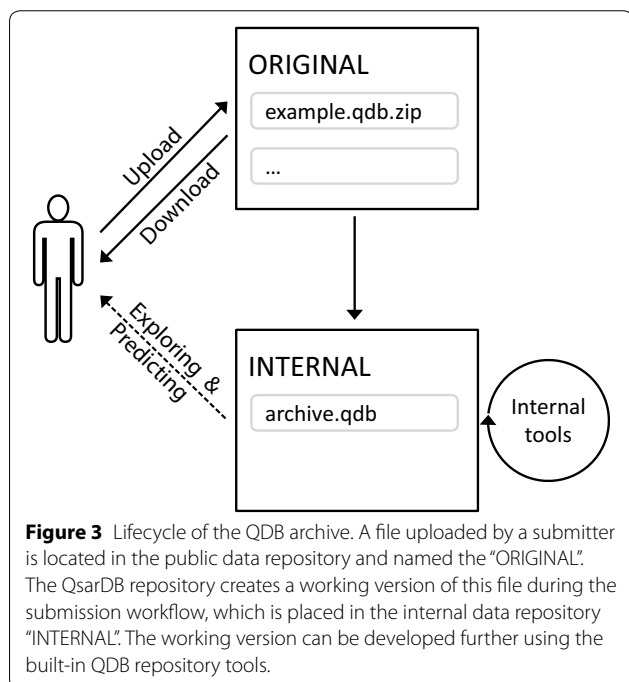 ORIGINAL
example.qdb.zip
...
Upload
Download
Exploring &
Predicting
INTERNAL
archive.qdb
Internal
tools
Figure 3 Lifecycle of the QDB archive. A file uploaded by a submitter
is located in the public data repository and named the “ORIGINAL”.
The QsarDB repository creates a working version of this file during the
submission workflow, which is placed in the internal data repository
“INTERNAL”. The working version can be developed further using the
built-in QDB repository tools.